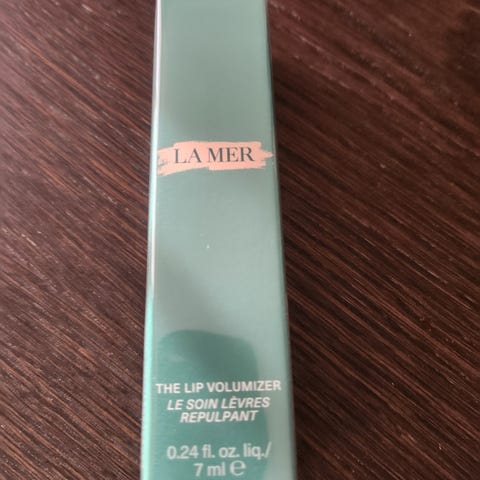 LA MER
THE LIP VOLUMIZER
LE SOIN LÈVRES
REPULPANT
0.24 fl. oz. liq./
7 ml ℮